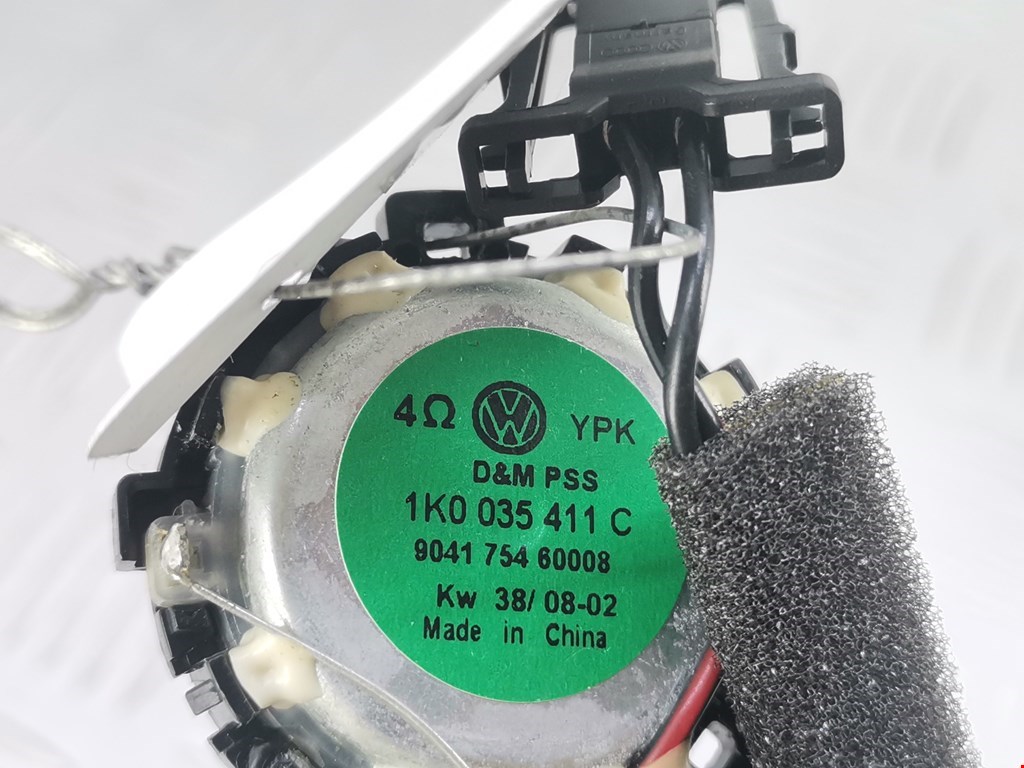 4Ω YPK
D&M PSS
1K0 035 411 C
9041 754 60008
Kw 38/ 08-02
Made in China